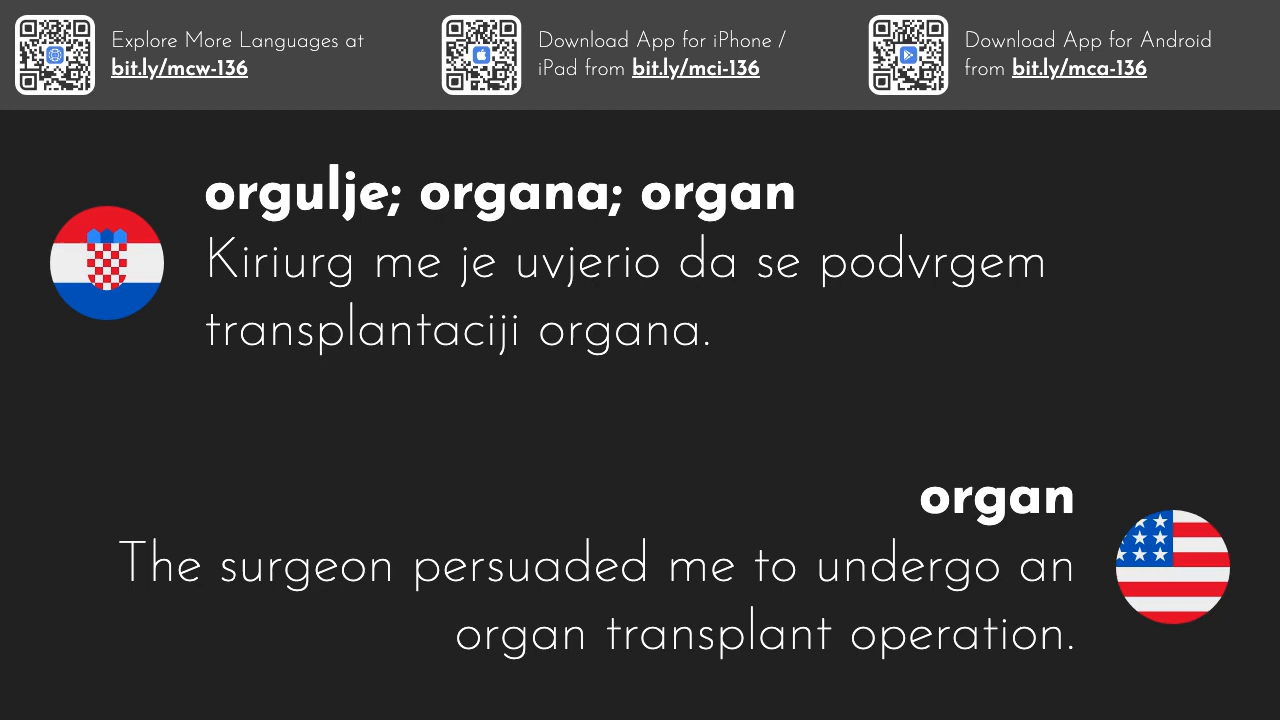 Explore More Languages at
bit.ly/mcw-136
Download App for iPhone /
iPad from bit.ly/mci-136
Download App for Android
from bit.ly/mca-136
orgulje; organa; organ
Kiriurg me je uvjerio da se podvrgem
transplantaciji organa.
organ
The surgeon persuaded me to undergo an
organ transplant operation.